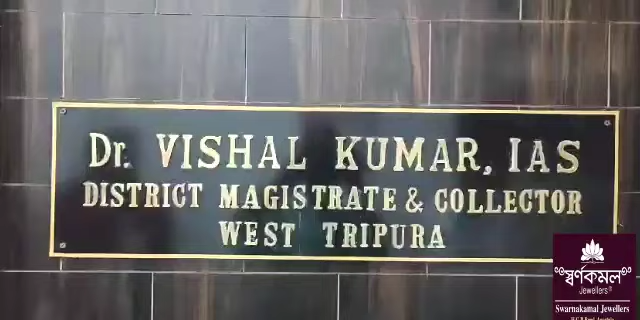 Dr. VISHAL KUMAR, IAS
DISTRICT MAGISTRATE & COLLECTOR
WEST TRIPURA
স্বর্ণকমল
Jewellers
Swarnakamal Jewellers